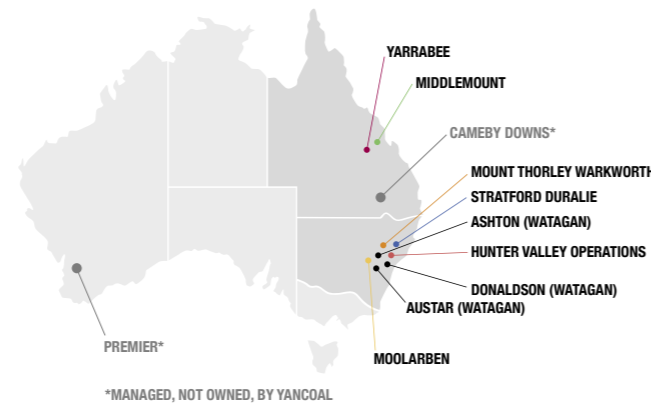 YARRABEE
MIDDLEMOUNT
CAMEBY DOWNS*
MOUNT THORLEY WARKWORTH
STRATFORD DURALIE
ASHTON (WATAGAN)
HUNTER VALLEY OPERATIONS
DONALDSON (WATAGAN)
AUSTAR (WATAGAN)
PREMIER*
MOOLARBEN
*MANAGED, NOT OWNED, BY YANCOAL